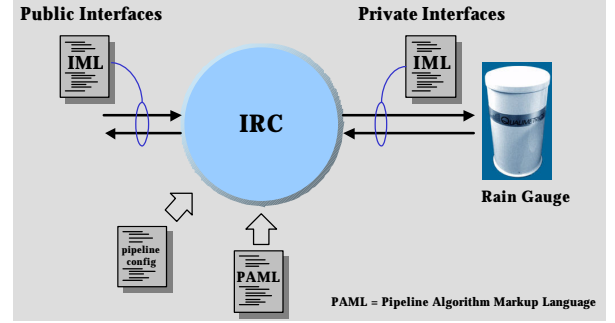 Public Interfaces
Private Interfaces
IML
IML
IRC
Rain Gauge
pipeline
config
PAML
PAML = Pipeline Algorithm Markup Language